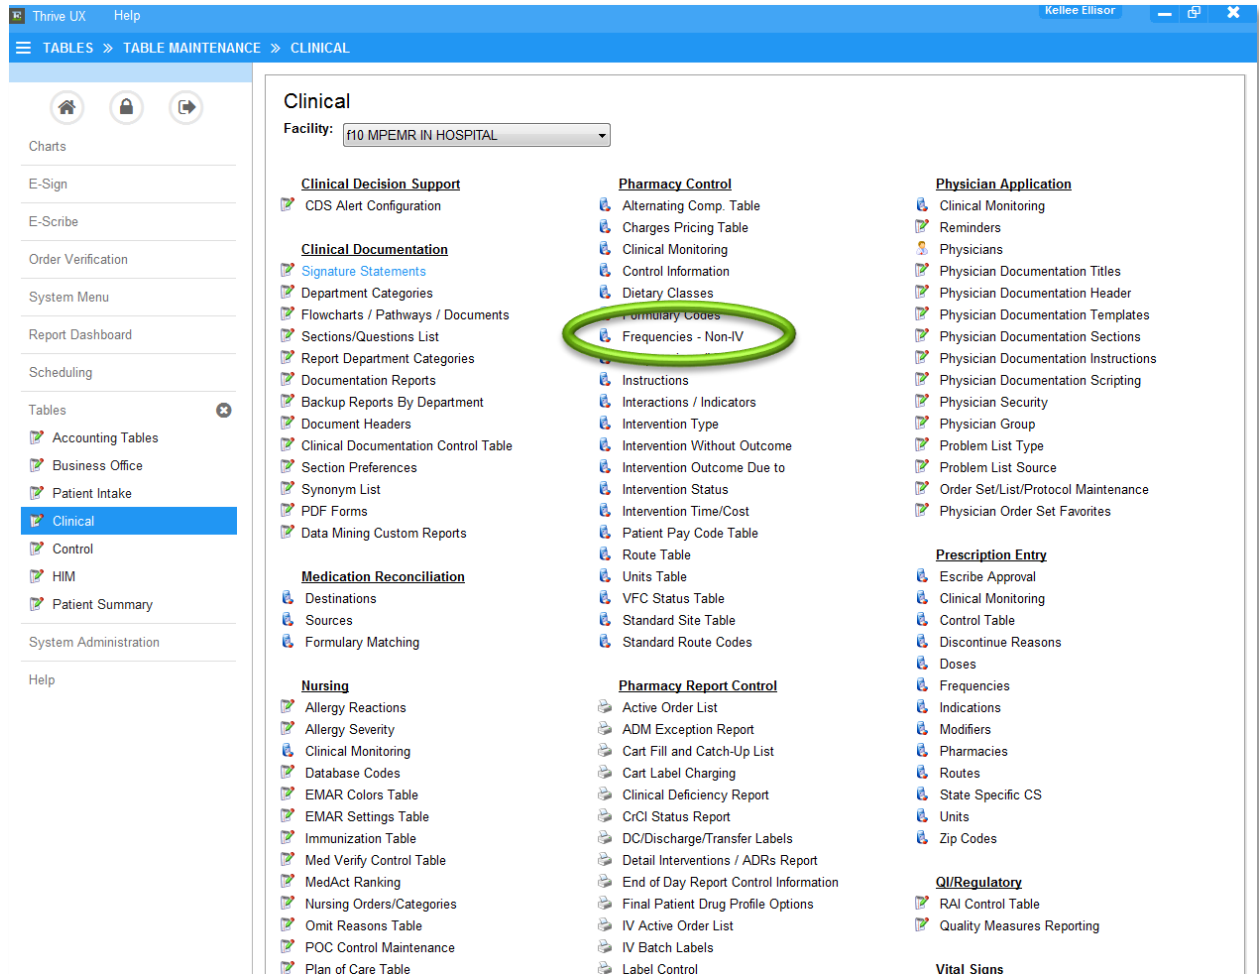 Thrive UX Help
Kellee Ellisor
TABLES » TABLE MAINTENANCE » CLINICAL
Charts
E-Sign
E-Scribe
Order Verification
System Menu
Report Dashboard
Scheduling
Tables
Accounting Tables
Business Office
Patient Intake
Clinical
Control
HIM
Patient Summary
System Administration
Help
Clinical
Facility: f10 MPEMR IN HOSPITAL
Clinical Decision Support
CDS Alert Configuration
Clinical Documentation
Signature Statements
Department Categories
Flowcharts / Pathways / Documents
Sections/Questions List
Report Department Categories
Documentation Reports
Backup Reports By Department
Document Headers
Clinical Documentation Control Table
Section Preferences
Synonym List
PDF Forms
Data Mining Custom Reports
Medication Reconciliation
Destinations
Sources
Formulary Matching
Nursing
Allergy Reactions
Allergy Severity
Clinical Monitoring
Database Codes
EMAR Colors Table
EMAR Settings Table
Immunization Table
Med Verify Control Table
MedAct Ranking
Nursing Orders/Categories
Omit Reasons Table
POC Control Maintenance
Plan of Care Table
Pharmacy Control
Alternating Comp. Table
Charges Pricing Table
Clinical Monitoring
Control Information
Dietary Classes
Formulary Codes
Frequencies - Non-IV
Instructions
Interactions / Indicators
Intervention Type
Intervention Without Outcome
Intervention Outcome Due to
Intervention Status
Intervention Time/Cost
Patient Pay Code Table
Route Table
Units Table
VFC Status Table
Standard Site Table
Standard Route Codes
Pharmacy Report Control
Active Order List
ADM Exception Report
Cart Fill and Catch-Up List
Cart Label Charging
Clinical Deficiency Report
CrCl Status Report
DC/Discharge/Transfer Labels
Detail Interventions / ADRs Report
End of Day Report Control Information
Final Patient Drug Profile Options
IV Active Order List
IV Batch Labels
Label Control
Physician Application
Clinical Monitoring
Reminders
Physicians
Physician Documentation Titles
Physician Documentation Header
Physician Documentation Templates
Physician Documentation Sections
Physician Documentation Instructions
Physician Documentation Scripting
Physician Security
Physician Group
Problem List Type
Problem List Source
Order Set/List/Protocol Maintenance
Physician Order Set Favorites
Prescription Entry
Escribe Approval
Clinical Monitoring
Control Table
Discontinue Reasons
Doses
Frequencies
Indications
Modifiers
Pharmacies
Routes
State Specific CS
Units
Zip Codes
QI/Regulatory
RAI Control Table
Quality Measures Reporting
Vital Signs